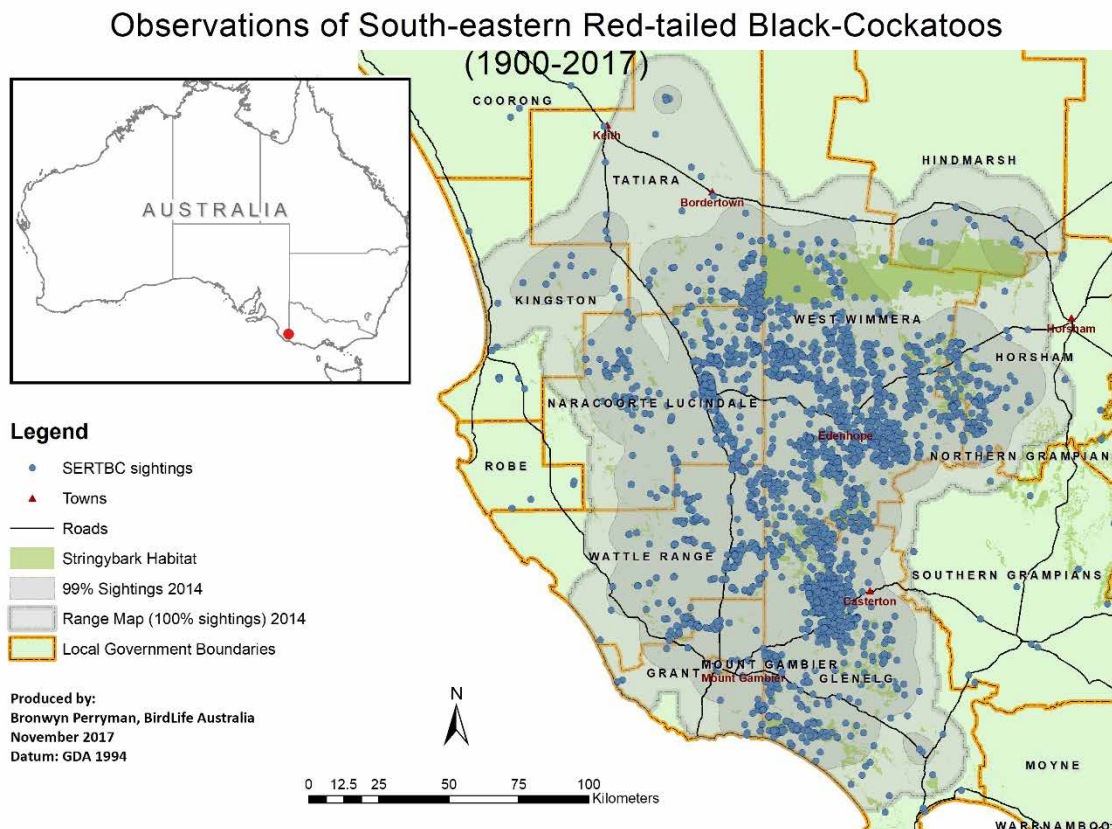 Observations of South-eastern Red-tailed Black-Cockatoos
(1900-2017)
AUSTRALIA
COORONG
Keith
HINDMARSH
TATIARA
Bordertown
KINGSTON
WEST WIMMERA
Horsham
HORSHAM
NARACOORTE LUCINDALE
Edenhope
NORTHERN GRAMPIAN
ROBE
WATTLE RANGE
SOUTHERN GRAMPIANS
Casterton
MOUNT GAMBIER
GRANT
Mount Gambier
GLENELG
MOYNE
WARRNAMBOO
Legend
SERTBC sightings
Towns
Roads
Stringybark Habitat
99% Sightings 2014
Range Map (100% sightings) 2014
Local Government Boundaries
Produced by:
Bronwyn Perryman, BirdLife Australia
November 2017
Datum: GDA 1994
N
0 12.5 25 50 75 100
Kilometers